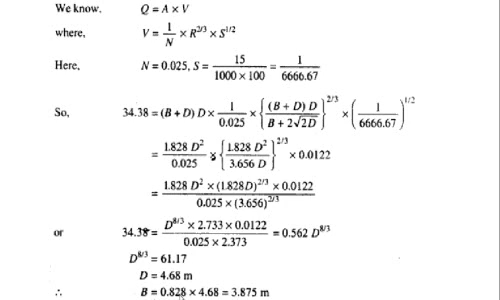 We know, Q = A × V
where, V = 1/N × R^2/3 × S^1/2
Here, N = 0.025, S = 15/(1000 × 100) = 1/6666.67
So, 34.38 = (B + D) D × 1/0.025 × {(B + D) D/(B + 2√2D)}^2/3 × (1/6666.67)^1/2
= 1.828 D²/0.025 × {1.828 D²/3.656 D}^2/3 × 0.0122
= 1.828 D² × (1.828D)^2/3 × 0.0122/(0.025 × (3.656)^2/3)
or 34.38 = D^8/3 × 2.733 × 0.0122/(0.025 × 2.373) = 0.562 D^8/3
D^8/3 = 61.17
D = 4.68 m
∴ B = 0.828 × 4.68 = 3.875 m